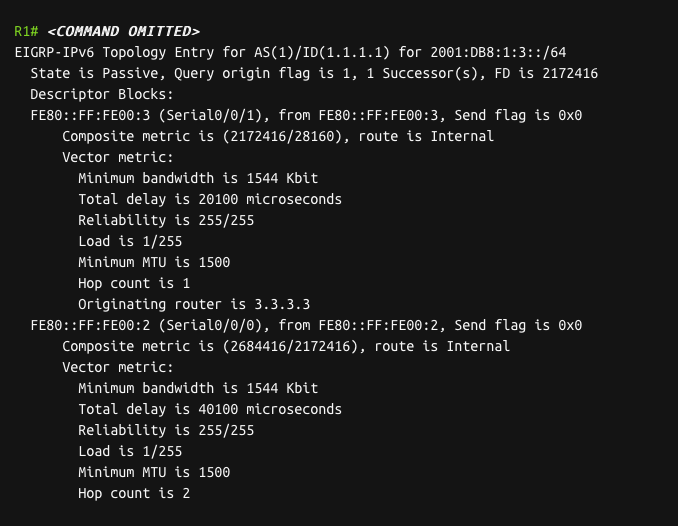 R1# <COMMAND OMITTED>
EIGRP-IPv6 Topology Entry for AS(1)/ID(1.1.1.1) for 2001:DB8:1:3::/64
State is Passive, Query origin flag is 1, 1 Successor(s), FD is 2172416
Descriptor Blocks:
FE80::FF:FE00:3 (Serial0/0/1), from FE80::FF:FE00:3, Send flag is 0x0
Composite metric is (2172416/28160), route is Internal
Vector metric:
Minimum bandwidth is 1544 Kbit
Total delay is 20100 microseconds
Reliability is 255/255
Load is 1/255
Minimum MTU is 1500
Hop count is 1
Originating router is 3.3.3.3
FE80::FF:FE00:2 (Serial0/0/0), from FE80::FF:FE00:2, Send flag is 0x0
Composite metric is (2684416/2172416), route is Internal
Vector metric:
Minimum bandwidth is 1544 Kbit
Total delay is 40100 microseconds
Reliability is 255/255
Load is 1/255
Minimum MTU is 1500
Hop count is 2